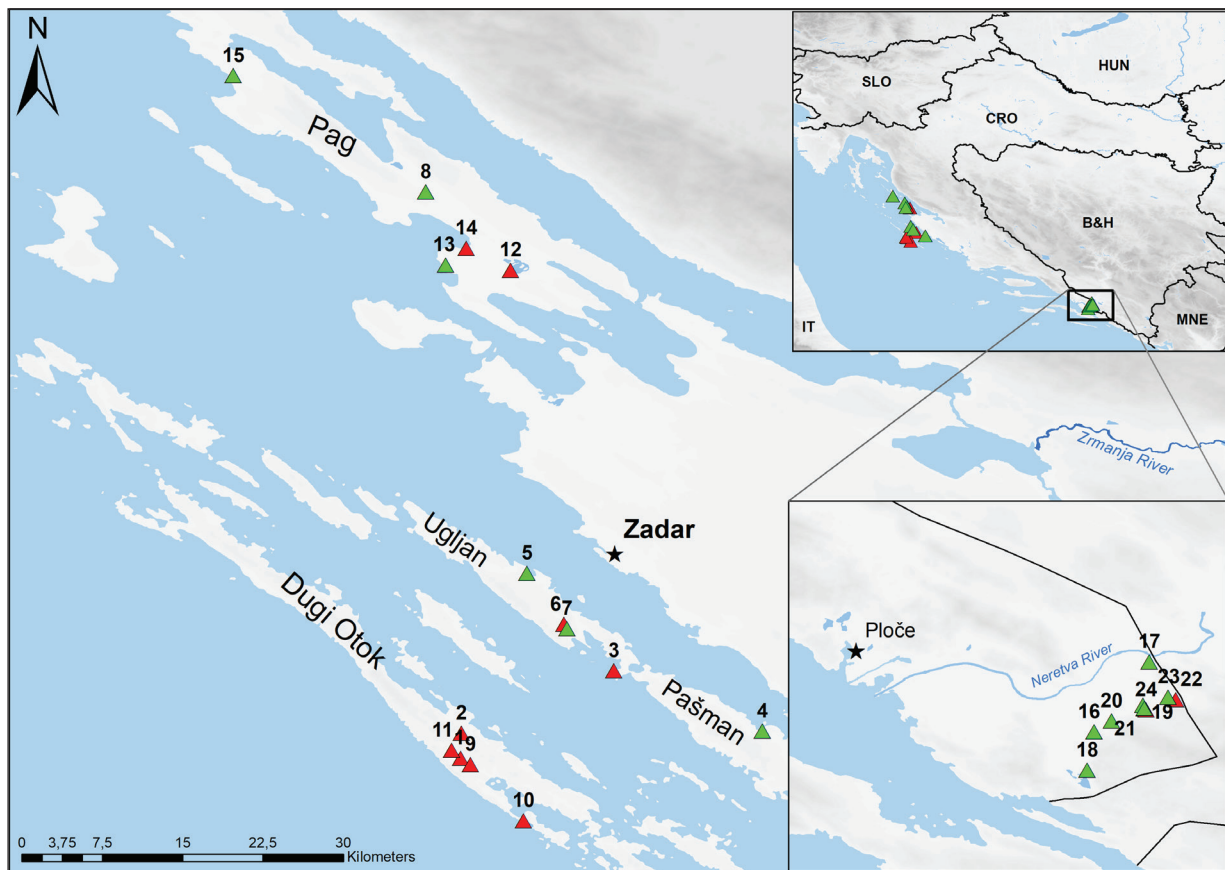 N
15
Pag
8
14
13
12
SLO
HUN
CRO
B&H
IT
MNE
Zrmanja River
Zadar
Ugljan
5
Dugi Otok
6
7
3
Pašman
4
2
11
1
9
10
0
3,75
7,5
15
22,5
30
Kilometers
Ploče
Neretva River
17
23
22
24
19
20
16
21
18